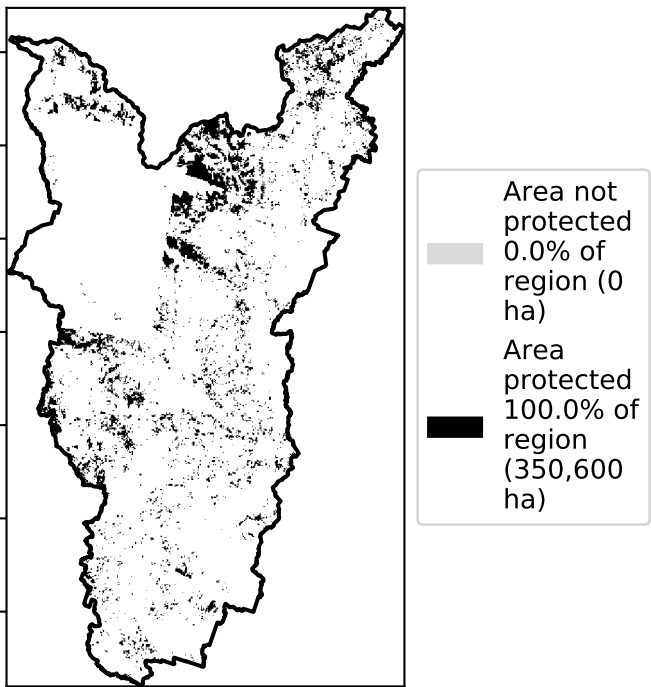 Area not
protected
0.0% of
region (0
ha)
Area
protected
100.0% of
region
(350,600
ha)